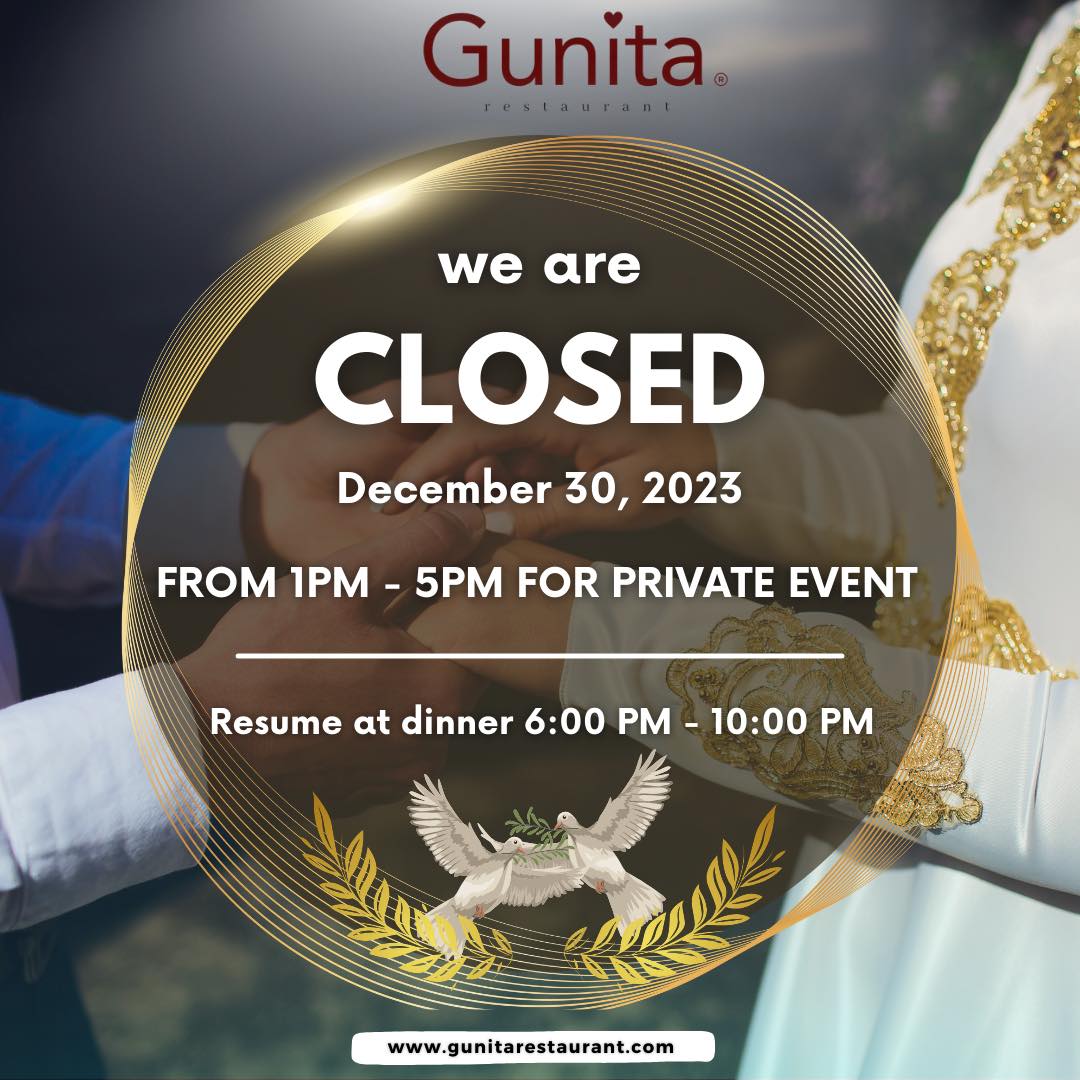 Gunita®
restaurant
we are
CLOSED
December 30, 2023
FROM 1PM - 5PM FOR PRIVATE EVENT
Resume at dinner 6:00 PM - 10:00 PM
www.gunitarestaurant.com